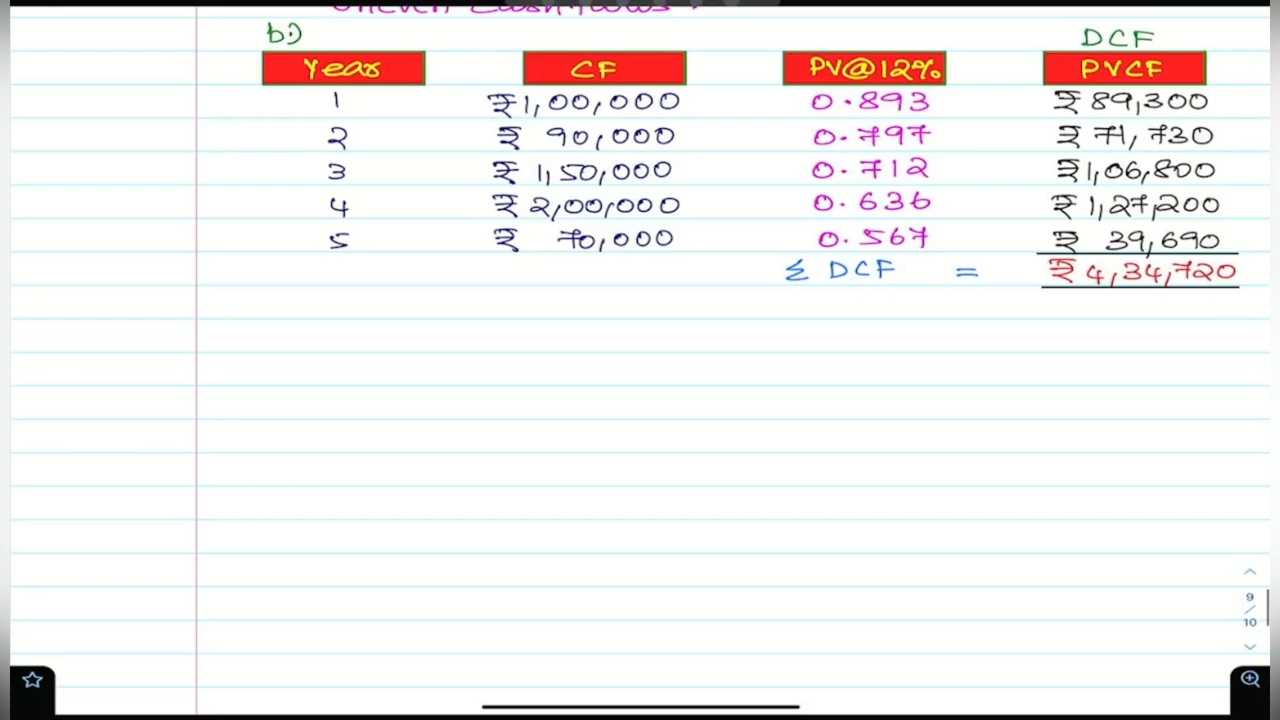 b.)
DCF
Year CF PV@12% PVCF
1 ₹1,00,000 0.893 ₹89,300
2 ₹ 90,000 0.797 ₹71,730
3 ₹ 1,50,000 0.712 ₹1,06,800
4 ₹ 2,00,000 0.636 ₹1,27,200
5 ₹ 70,000 0.567 ₹ 39,690
Σ DCF = ₹4,34,720
9
/
10